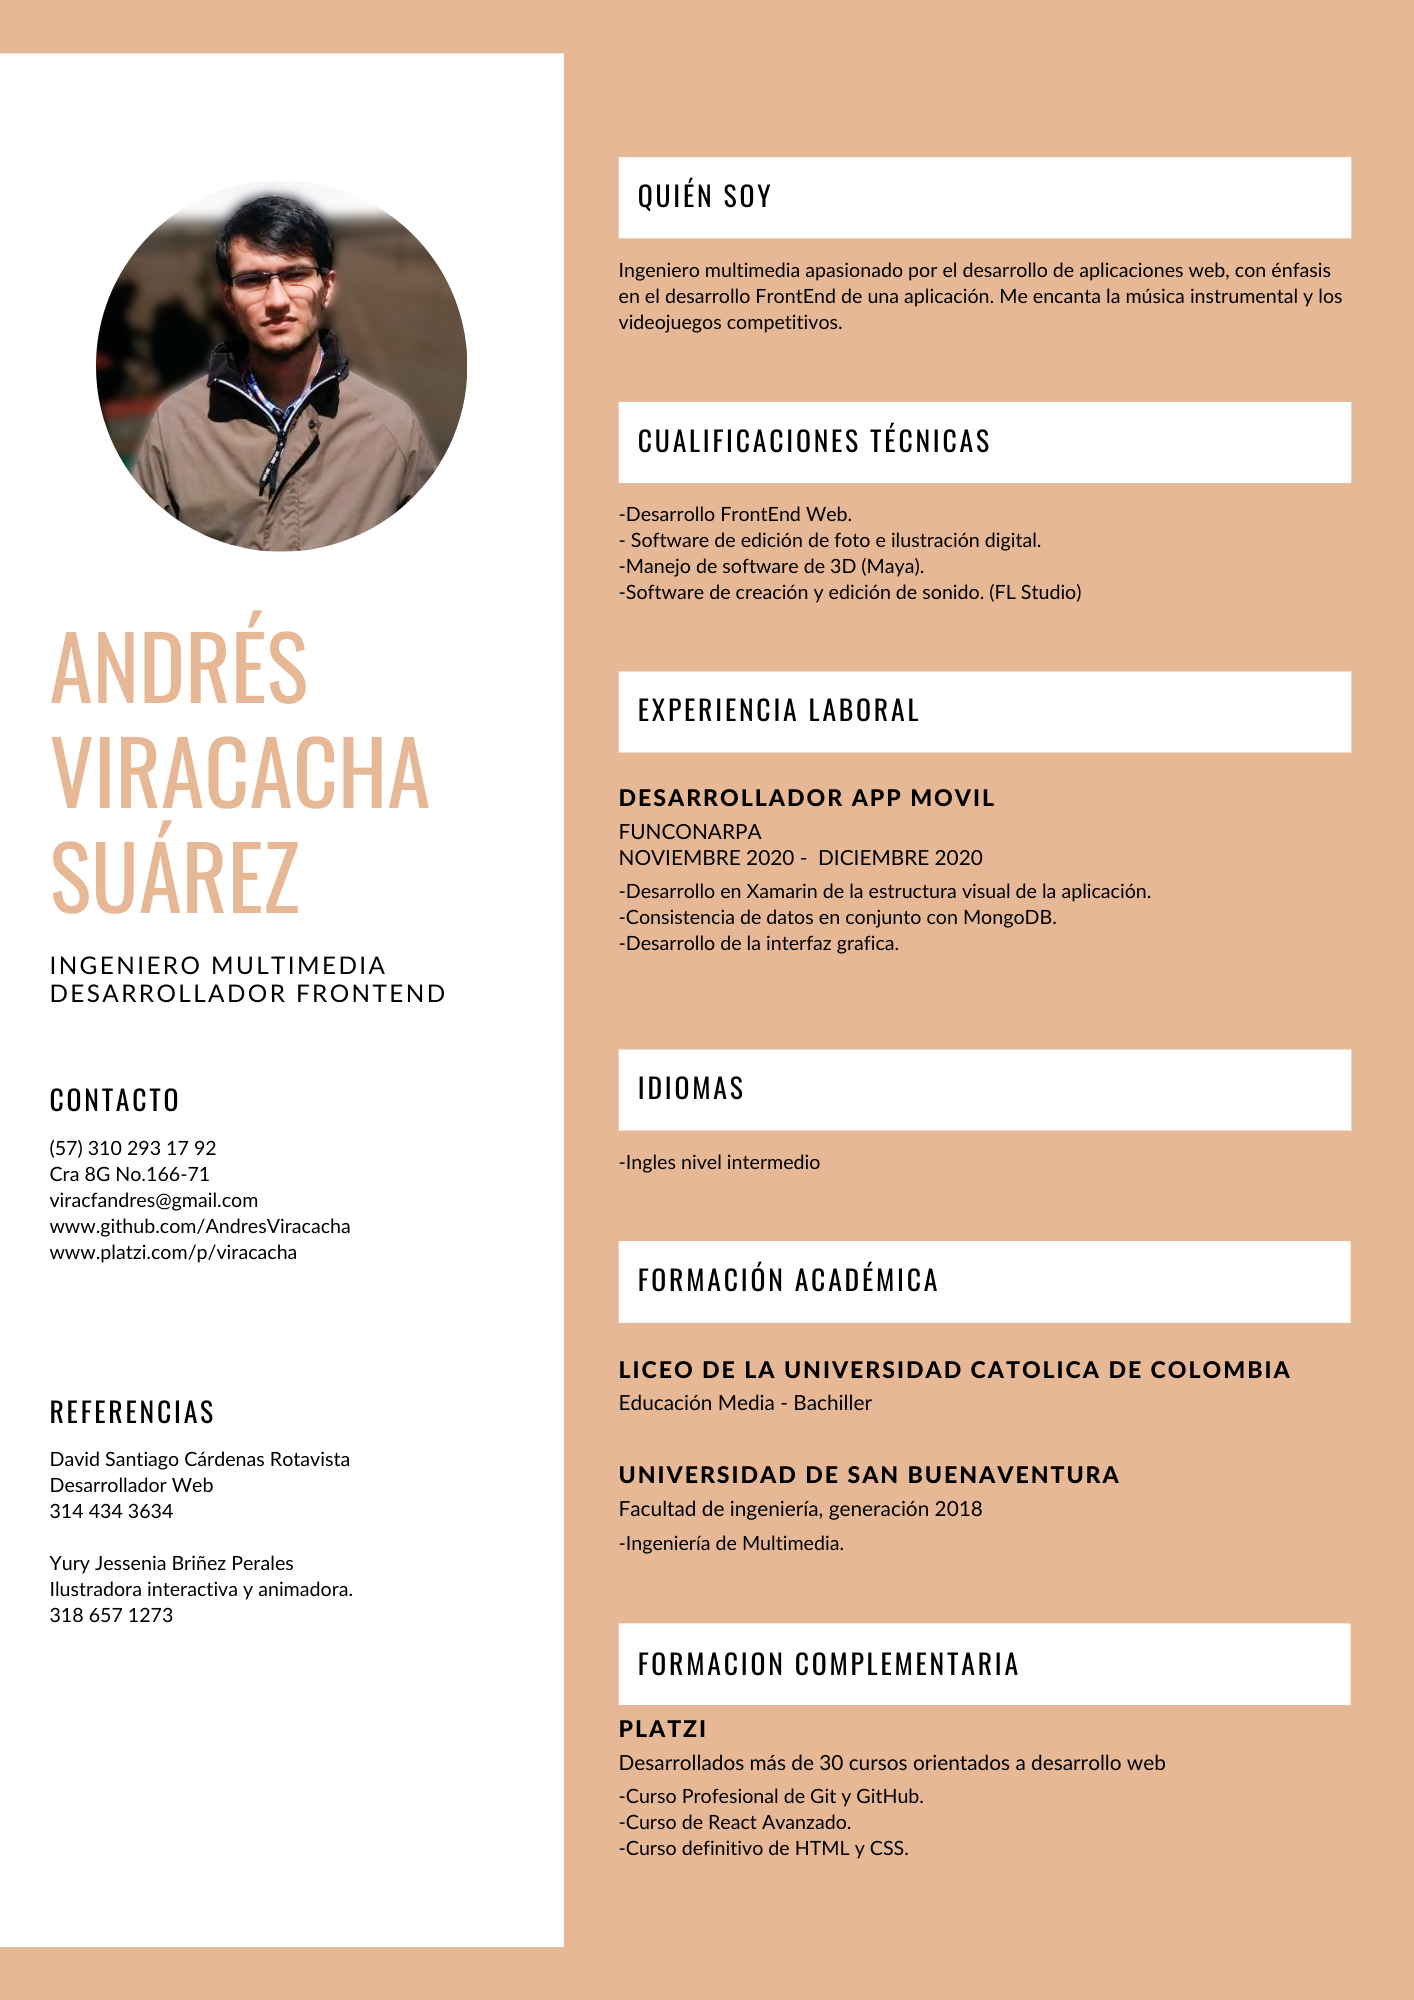 ANDRÉS
VIRACACHA
SUÁREZ
INGENIERO MULTIMEDIA
DESARROLLADOR FRONTEND
CONTACTO
(57) 310 293 17 92
Cra 8G No.166-71
viracfandres@gmail.com
www.github.com/AndresViracacha
www.platzi.com/p/viracacha
REFERENCIAS
David Santiago Cárdenas Rotavista
Desarrollador Web
314 434 3634
Yury Jessenia Briñez Perales
Ilustradora interactiva y animadora.
318 657 1273
QUIÉN SOY
Ingeniero multimedia apasionado por el desarrollo de aplicaciones web, con énfasis
en el desarrollo FrontEnd de una aplicación. Me encanta la música instrumental y los
videojuegos competitivos.
CUALIFICACIONES TÉCNICAS
-Desarrollo FrontEnd Web.
- Software de edición de foto e ilustración digital.
-Manejo de software de 3D (Maya).
-Software de creación y edición de sonido. (FL Studio)
EXPERIENCIA LABORAL
DESARROLLADOR APP MOVIL
FUNCONARPA
NOVIEMBRE 2020 -  DICIEMBRE 2020
-Desarrollo en Xamarin de la estructura visual de la aplicación.
-Consistencia de datos en conjunto con MongoDB.
-Desarrollo de la interfaz grafica.
IDIOMAS
-Ingles nivel intermedio
FORMACIÓN ACADÉMICA
LICEO DE LA UNIVERSIDAD CATOLICA DE COLOMBIA
Educación Media - Bachiller
UNIVERSIDAD DE SAN BUENAVENTURA
Facultad de ingeniería, generación 2018
-Ingeniería de Multimedia.
FORMACION COMPLEMENTARIA
PLATZI
Desarrollados más de 30 cursos orientados a desarrollo web
-Curso Profesional de Git y GitHub.
-Curso de React Avanzado.
-Curso definitivo de HTML y CSS.